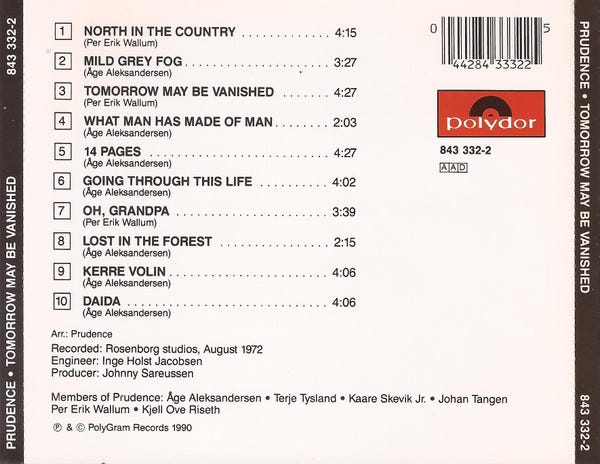 PRUDENCE • TOMORROW MAY BE VANISHED 843 332-2
1 NORTH IN THE COUNTRY . . . . . . . . . . . . 4:15
(Per Erik Wallum)
2 MILD GREY FOG . . . . . . . . . . . . . . . . . . 3:27
(Åge Aleksandersen)
3 TOMORROW MAY BE VANISHED . . . . . . 4:27
(Per Erik Wallum)
4 WHAT MAN HAS MADE OF MAN . . . . . . . 2:03
(Åge Aleksandersen)
5 14 PAGES . . . . . . . . . . . . . . . . . . . . . . . 4:27
(Åge Aleksandersen)
6 GOING THROUGH THIS LIFE . . . . . . . . . 4:02
(Åge Aleksandersen)
7 OH, GRANDPA . . . . . . . . . . . . . . . . . . . 3:39
(Per Erik Wallum)
8 LOST IN THE FOREST . . . . . . . . . . . . . . 2:15
(Åge Aleksandersen)
9 KERRE VOLIN . . . . . . . . . . . . . . . . . . . . 4:06
(Åge Aleksandersen)
10 DAIDA . . . . . . . . . . . . . . . . . . . . . . . . . 4:06
(Åge Aleksandersen)
Arr.: Prudence
Recorded: Rosenborg studios, August 1972
Engineer: Inge Holst Jacobsen
Producer: Johnny Sareussen
Members of Prudence: Åge Aleksandersen • Terje Tysland • Kaare Skevik Jr. • Johan Tangen
Per Erik Wallum • Kjell Ove Riseth
℗ & © PolyGram Records 1990
0 44284 33322 5
polydor
843 332-2
AAD
PRUDENCE • TOMORROW MAY BE VANISHED 843 332-2